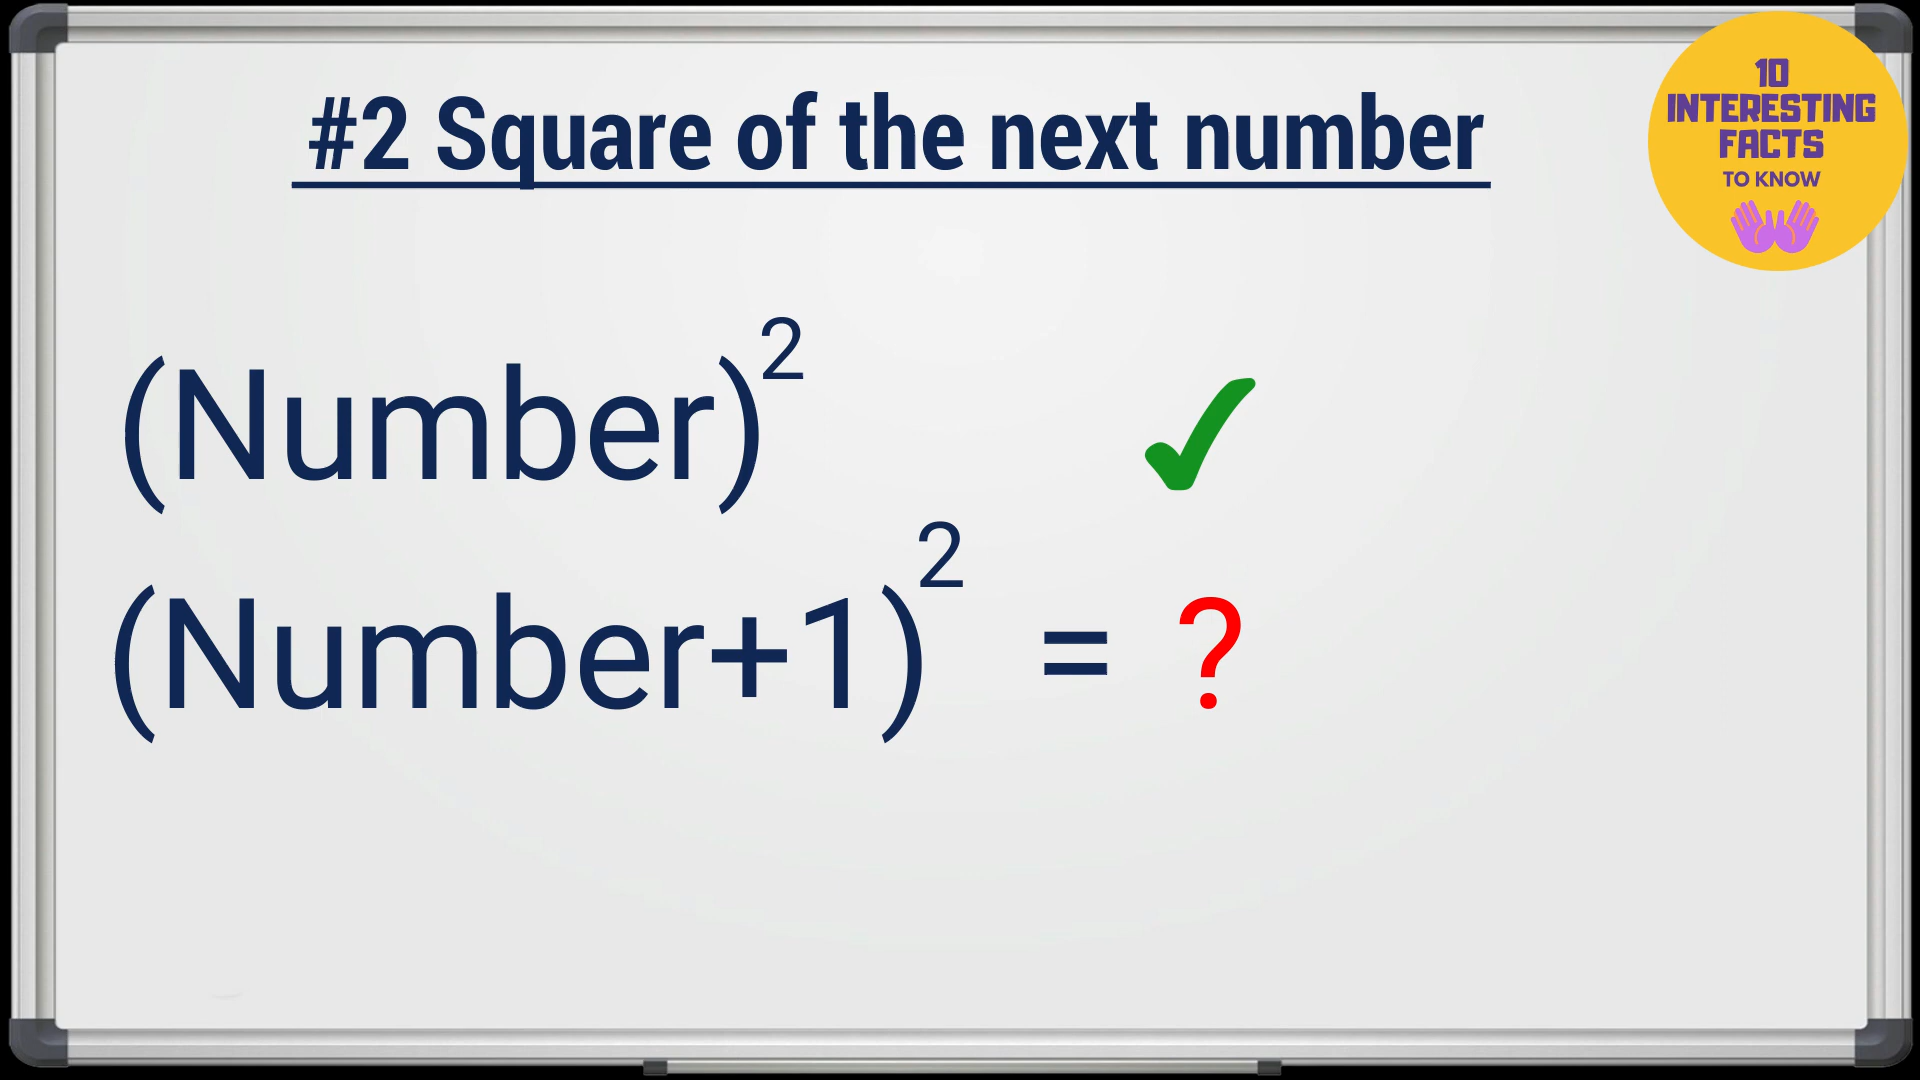 #2 Square of the next number
10
INTERESTING
FACTS
TO KNOW
(Number)²
(Number+1)² = ?